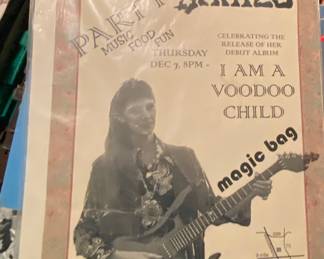 PARTY
MUSIC FOOD FUN
THURSDAY
DEC 7, 8PM -
CELEBRATING THE
RELEASE OF HER
DEBUT ALBUM
I AM A
VOODOO
CHILD
magic bag